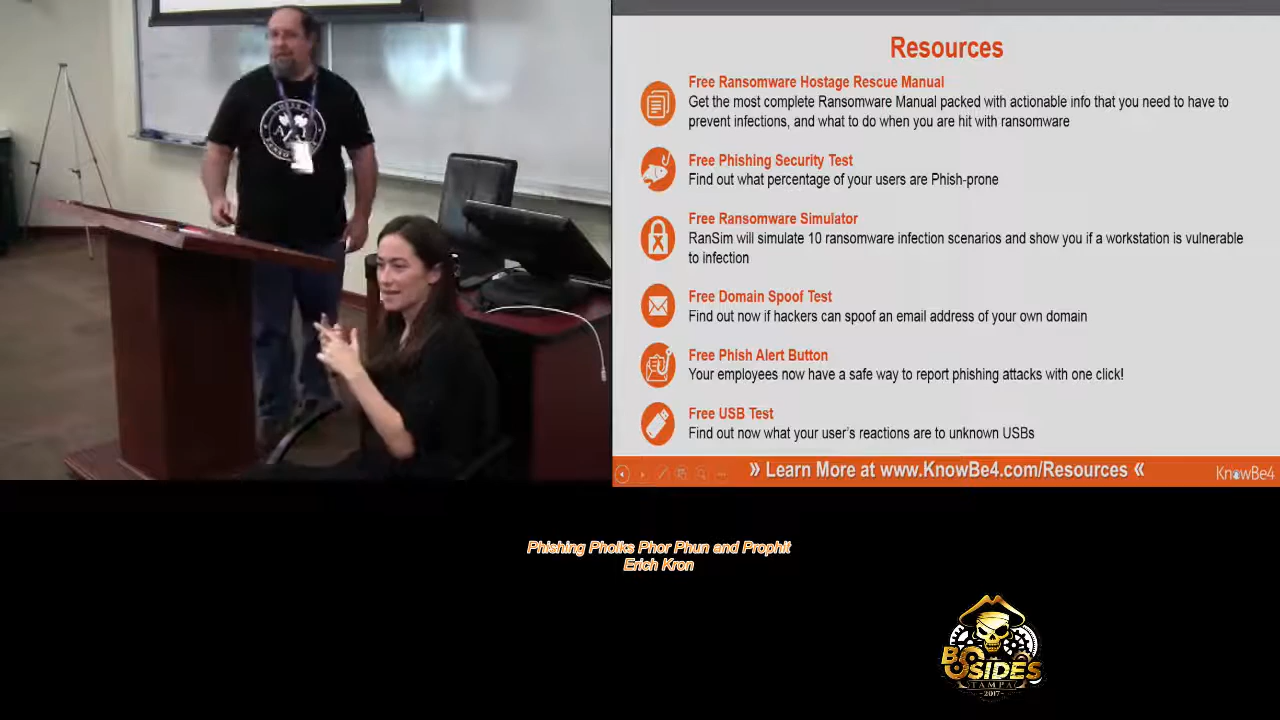 Resources
Free Ransomware Hostage Rescue Manual
Get the most complete Ransomware Manual packed with actionable info that you need to have to
prevent infections, and what to do when you are hit with ransomware
Free Phishing Security Test
Find out what percentage of your users are Phish-prone
Free Ransomware Simulator
RanSim will simulate 10 ransomware infection scenarios and show you if a workstation is vulnerable
to infection
Free Domain Spoof Test
Find out now if hackers can spoof an email address of your own domain
Free Phish Alert Button
Your employees now have a safe way to report phishing attacks with one click!
Free USB Test
Find out now what your user's reactions are to unknown USBs
» Learn More at www.KnowBe4.com/Resources «
KnowBe4
Phishing Pholks Phor Phun and Prophit
Erich Kron
BSIDES
TAMPA
2017